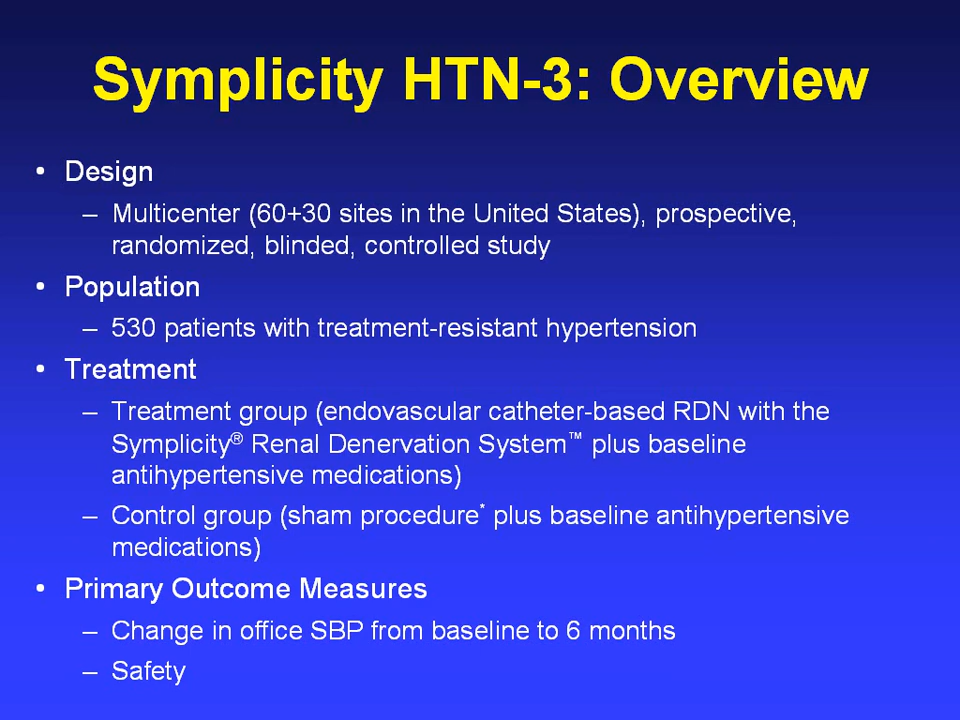 Symplicity HTN-3: Overview
• Design
– Multicenter (60+30 sites in the United States), prospective,
randomized, blinded, controlled study
• Population
– 530 patients with treatment-resistant hypertension
• Treatment
– Treatment group (endovascular catheter-based RDN with the
Symplicity® Renal Denervation System™ plus baseline
antihypertensive medications)
– Control group (sham procedure* plus baseline antihypertensive
medications)
• Primary Outcome Measures
– Change in office SBP from baseline to 6 months
– Safety